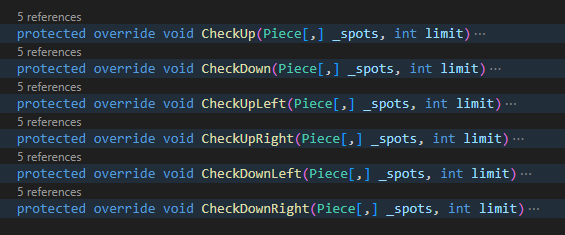 5 references
protected override void CheckUp(Piece[,] _spots, int limit)···
5 references
protected override void CheckDown(Piece[,] _spots, int limit)···
5 references
protected override void CheckUpLeft(Piece[,] _spots, int limit)···
5 references
protected override void CheckUpRight(Piece[,] _spots, int limit)···
5 references
protected override void CheckDownLeft(Piece[,] _spots, int limit)···
5 references
protected override void CheckDownRight(Piece[,] _spots, int limit)···